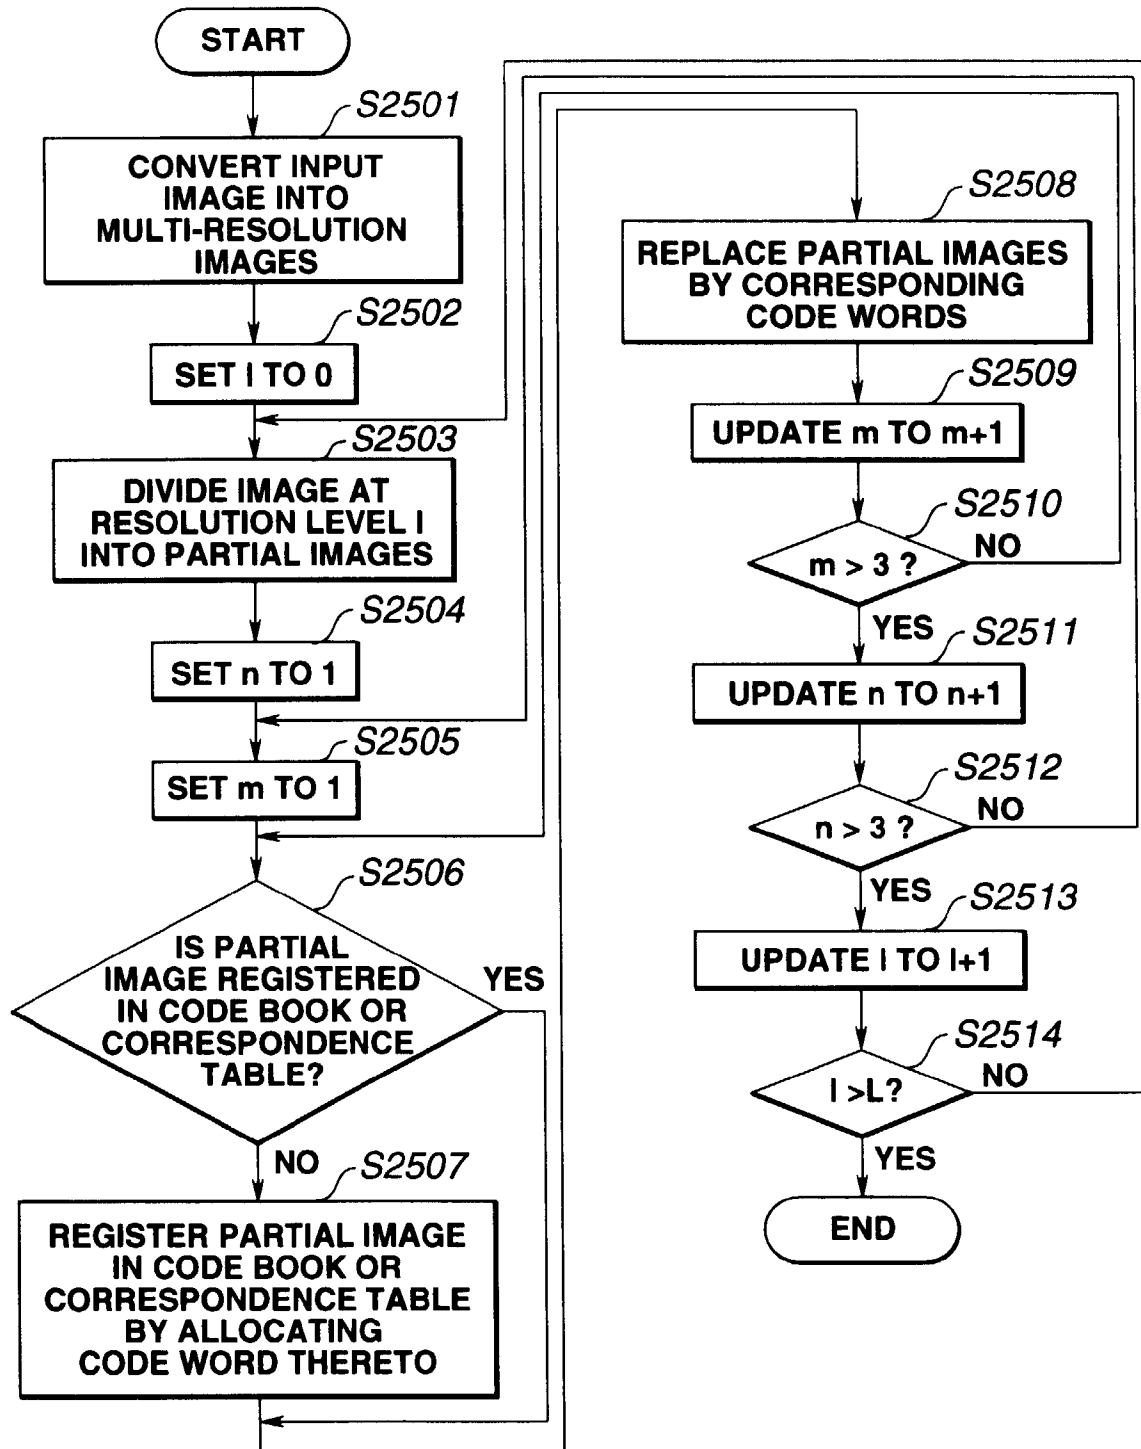 START
S2501
CONVERT INPUT
IMAGE INTO
MULTI-RESOLUTION
IMAGES
S2502
SET l TO 0
S2503
DIVIDE IMAGE AT
RESOLUTION LEVEL l
INTO PARTIAL IMAGES
S2504
SET n TO 1
S2505
SET m TO 1
S2506
IS PARTIAL
IMAGE REGISTERED
IN CODE BOOK OR
CORRESPONDENCE
TABLE?
YES
NO
S2507
REGISTER PARTIAL IMAGE
IN CODE BOOK OR
CORRESPONDENCE TABLE
BY ALLOCATING
CODE WORD THERETO
S2508
REPLACE PARTIAL IMAGES
BY CORRESPONDING
CODE WORDS
S2509
UPDATE m TO m+1
S2510
m > 3 ?
NO
YES
S2511
UPDATE n TO n+1
S2512
n > 3 ?
NO
YES
S2513
UPDATE l TO l+1
S2514
l >L?
NO
YES
END